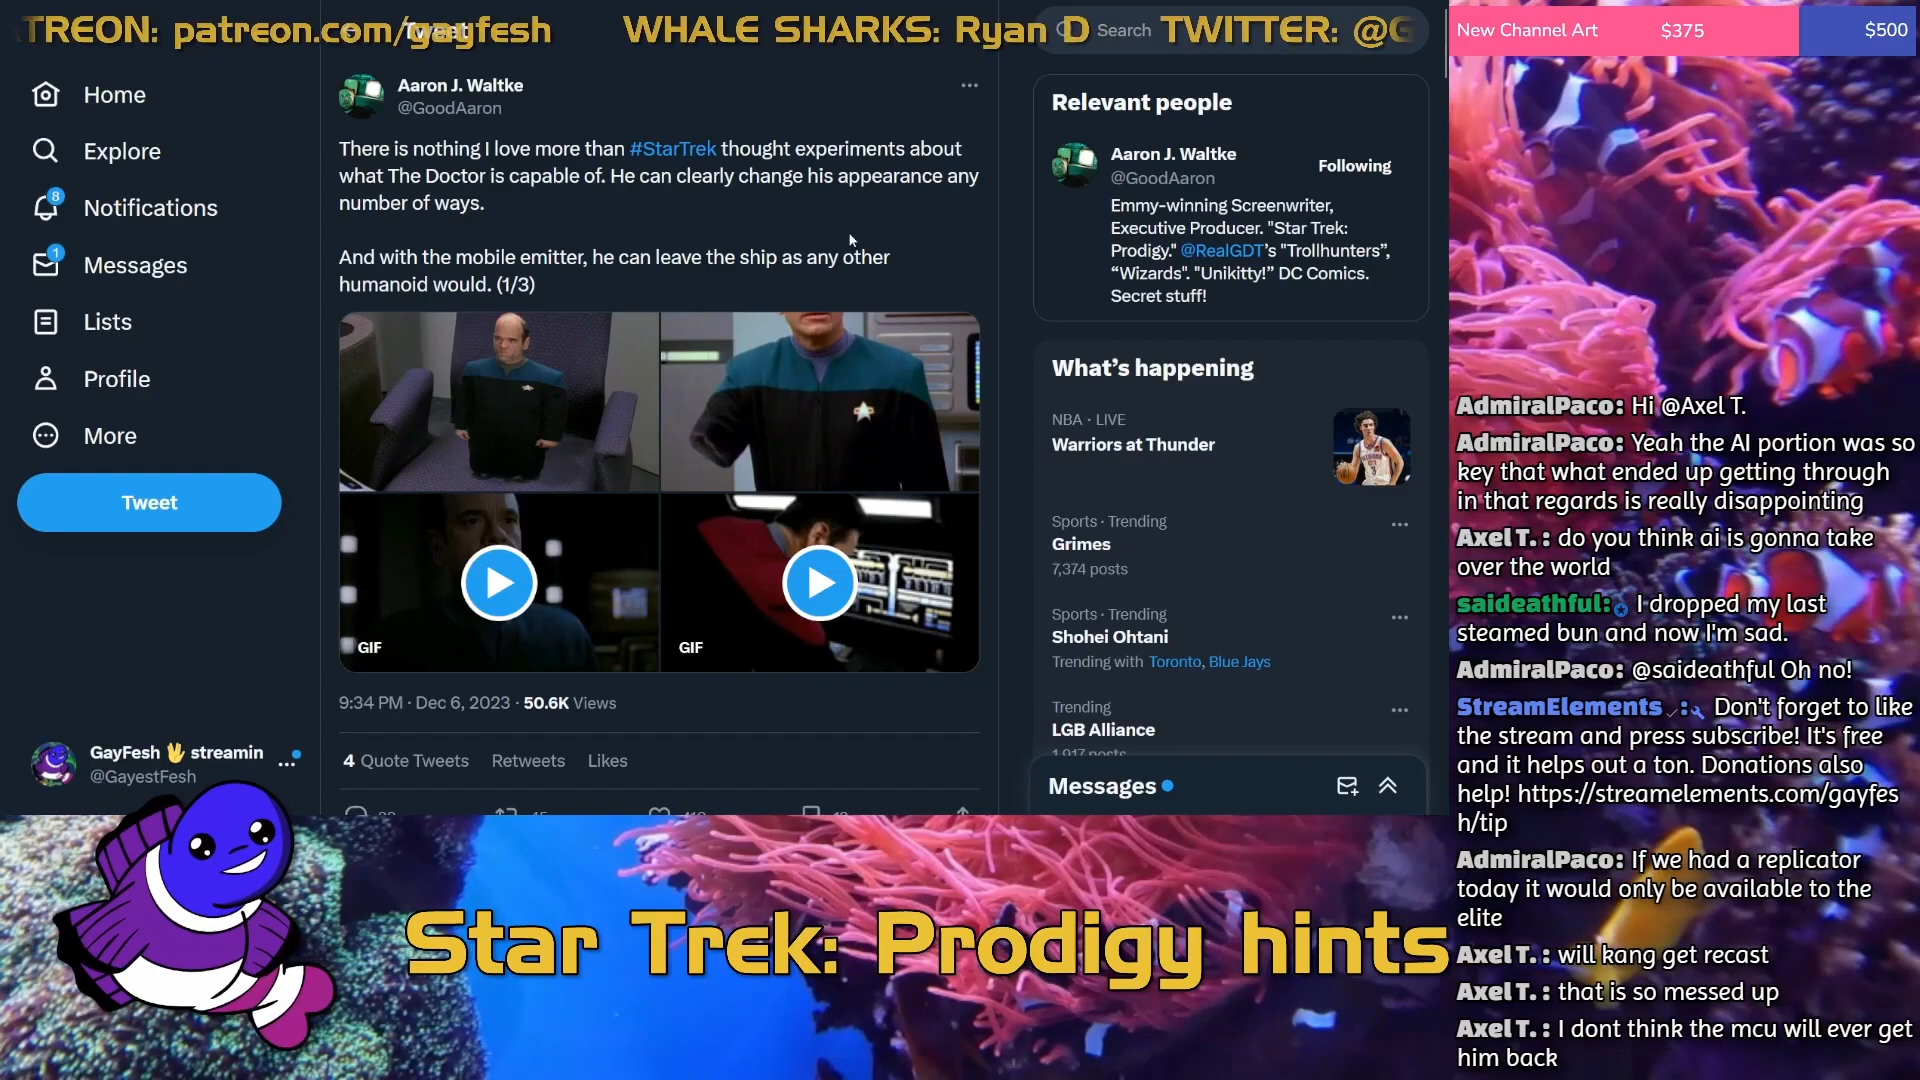 TREON: patreon.com/gayfesh WHALE SHARKS: Ryan D TWITTER: @G
Tweet
Search
New Channel Art $375 $500
Home
Explore
8
Notifications
1
Messages
Lists
Profile
More
Tweet
GayFesh 🖖 streamin
@GayestFesh
Aaron J. Waltke
@GoodAaron
There is nothing I love more than #StarTrek thought experiments about
what The Doctor is capable of. He can clearly change his appearance any
number of ways.
And with the mobile emitter, he can leave the ship as any other
humanoid would. (1/3)
GIF
GIF
9:34 PM · Dec 6, 2023 · 50.6K Views
4 Quote Tweets Retweets Likes
Relevant people
Aaron J. Waltke
@GoodAaron
Following
Emmy-winning Screenwriter,
Executive Producer. "Star Trek:
Prodigy." @RealGDT's "Trollhunters”,
“Wizards". "Unikitty!” DC Comics.
Secret stuff!
What’s happening
NBA · LIVE
Warriors at Thunder
Sports · Trending
Grimes
7,374 posts
Sports · Trending
Shohei Ohtani
Trending with Toronto, Blue Jays
Trending
LGB Alliance
1,917 posts
Messages
AdmiralPaco: Hi @Axel T.
AdmiralPaco: Yeah the AI portion was so
key that what ended up getting through
in that regards is really disappointing
Axel T. : do you think ai is gonna take
over the world
saideathful: I dropped my last
steamed bun and now I'm sad.
AdmiralPaco: @saideathful Oh no!
StreamElements : Don't forget to like
the stream and press subscribe! It's free
and it helps out a ton. Donations also
help! https://streamelements.com/gayfes
h/tip
AdmiralPaco: If we had a replicator
today it would only be available to the
elite
Axel T. : will kang get recast
Axel T. : that is so messed up
Axel T. : I dont think the mcu will ever get
him back
Star Trek: Prodigy hints